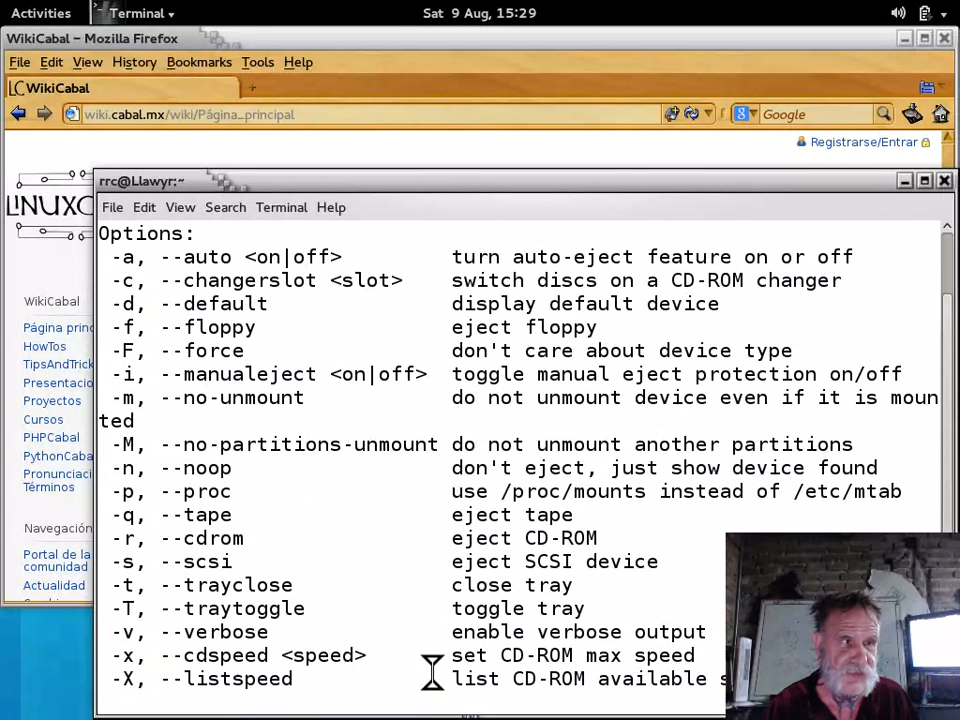 Activities
Terminal
Sat 9 Aug, 15:29
WikiCabal - Mozilla Firefox
File Edit View History Bookmarks Tools Help
WikiCabal
wiki.cabal.mx/wiki/Página_principal
Google
Registrarse/Entrar
rrc@Llawyr:~
File Edit View Search Terminal Help
Options:
-a, --auto <on|off> turn auto-eject feature on or off
-c, --changerslot <slot> switch discs on a CD-ROM changer
-d, --default display default device
-f, --floppy eject floppy
-F, --force don't care about device type
-i, --manualeject <on|off> toggle manual eject protection on/off
-m, --no-unmount do not unmount device even if it is moun
ted
-M, --no-partitions-unmount do not unmount another partitions
-n, --noop don't eject, just show device found
-p, --proc use /proc/mounts instead of /etc/mtab
-q, --tape eject tape
-r, --cdrom eject CD-ROM
-s, --scsi eject SCSI device
-t, --trayclose close tray
-T, --traytoggle toggle tray
-v, --verbose enable verbose output
-x, --cdspeed <speed> set CD-ROM max speed
-X, --listspeed list CD-ROM available
WikiCabal
Página
HowTos
Presentacio
Proyectos
Cursos
PHPCabal
PythonCaba
Pronunciaci
Términos
Navegación
Portal de la
comunidad
Actualidad